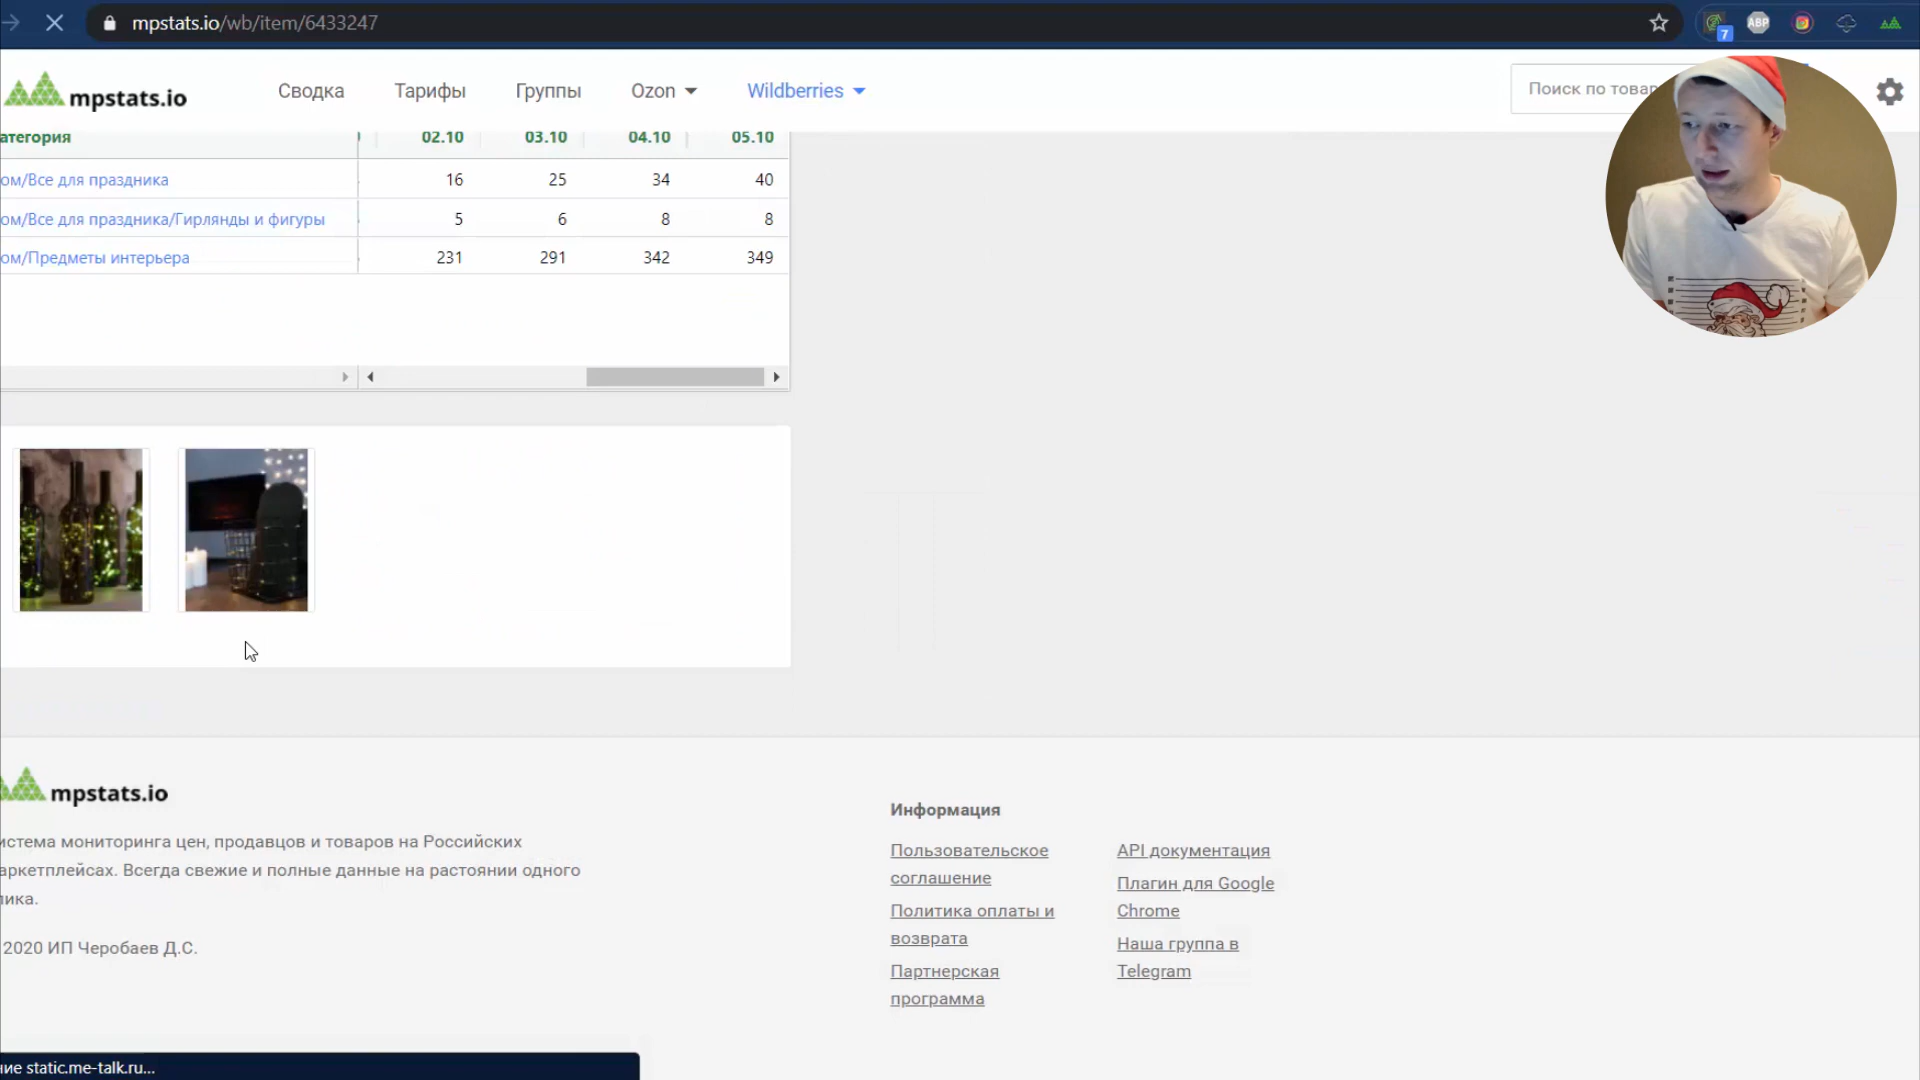 mpstats.io/wb/item/6433247
ABP
7
mpstats.io
Сводка
Тарифы
Группы
Ozon
Wildberries
Поиск по товар
атегория
02.10
03.10
04.10
05.10
ом/Все для праздника
16
25
34
40
ом/Все для праздника/Гирлянды и фигуры
5
6
8
8
ом/Предметы интерьера
231
291
342
349
mpstats.io
истема мониторинга цен, продавцов и товаров на Российских
аркетплейсах. Всегда свежие и полные данные на растоянии одного
лика.
2020 ИП Черобаев Д.С.
Информация
Пользовательское
соглашение
Политика оплаты и
возврата
Партнерская
программа
API документация
Плагин для Google
Chrome
Наша группа в
Telegram
ние static.me-talk.ru...